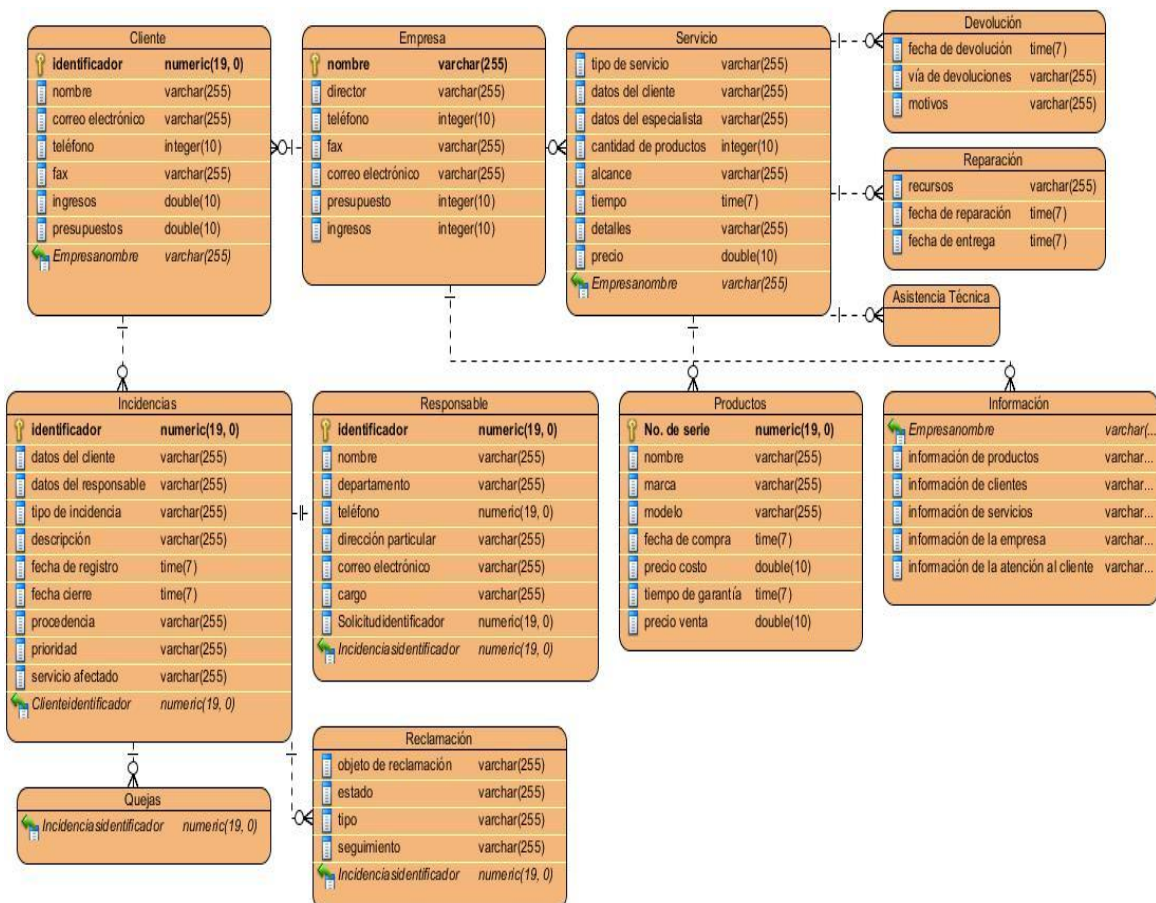 Cliente
identificador numeric(19, 0)
nombre varchar(255)
correo electrónico varchar(255)
teléfono integer(10)
fax varchar(255)
ingresos double(10)
presupuestos double(10)
Empresanombre varchar(255)
Empresa
nombre varchar(255)
director varchar(255)
teléfono integer(10)
fax varchar(255)
correo electrónico varchar(255)
presupuesto integer(10)
ingresos integer(10)
Servicio
tipo de servicio varchar(255)
datos del cliente varchar(255)
datos del especialista varchar(255)
cantidad de productos integer(10)
alcance varchar(255)
tiempo time(7)
detalles varchar(255)
precio double(10)
Empresanombre varchar(255)
Devolución
fecha de devolución time(7)
vía de devoluciones varchar(255)
motivos varchar(255)
Reparación
recursos varchar(255)
fecha de reparación time(7)
fecha de entrega time(7)
Asistencia Técnica
Incidencias
identificador numeric(19, 0)
datos del cliente varchar(255)
datos del responsable varchar(255)
tipo de incidencia varchar(255)
descripción varchar(255)
fecha de registro time(7)
fecha cierre time(7)
procedencia varchar(255)
prioridad varchar(255)
servicio afectado varchar(255)
Clienteidentificador numeric(19, 0)
Responsable
identificador numeric(19, 0)
nombre varchar(255)
departamento varchar(255)
teléfono numeric(19, 0)
dirección particular varchar(255)
correo electrónico varchar(255)
cargo varchar(255)
Solicitudidentificador numeric(19, 0)
Incidenciasidentificador numeric(19, 0)
Productos
No. de serie numeric(19, 0)
nombre varchar(255)
marca varchar(255)
modelo varchar(255)
fecha de compra time(7)
precio costo double(10)
tiempo de garantía time(7)
precio venta double(10)
Información
Empresanombre varchar(...
información de productos varchar...
información de clientes varchar...
información de servicios varchar...
información de la empresa varchar...
información de la atención al cliente varchar...
Quejas
Incidenciasidentificador numeric(19, 0)
Reclamación
objeto de reclamación varchar(255)
estado varchar(255)
tipo varchar(255)
seguimiento varchar(255)
Incidenciasidentificador numeric(19, 0)